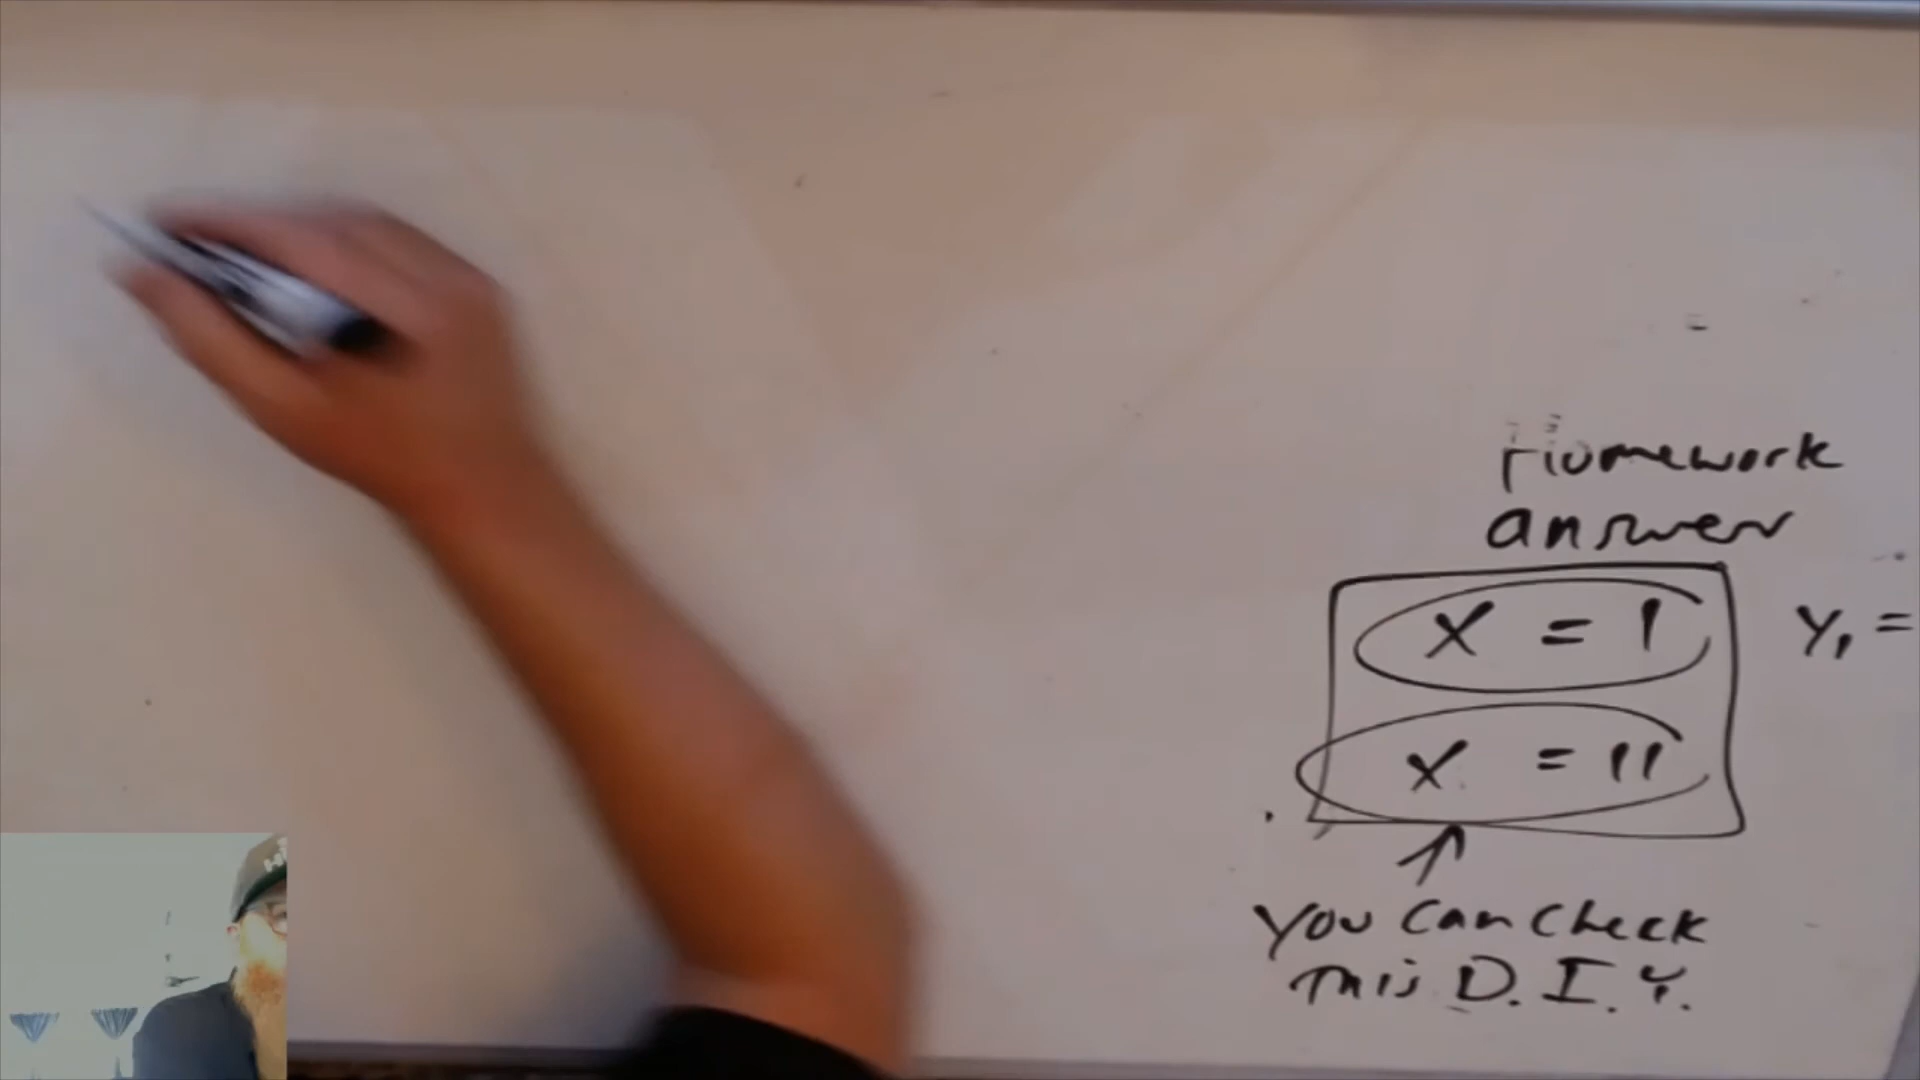 Homework
answer
X = 1
Y₁ =
X = 11
You can check
This D.I.Y.